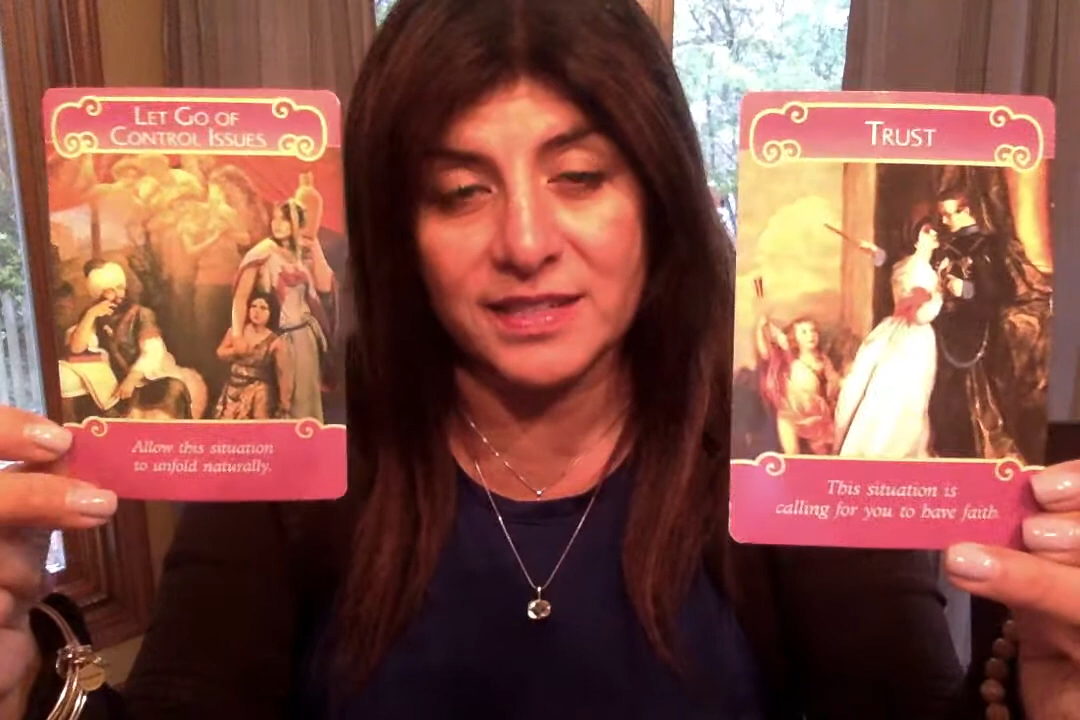 LET GO OF
CONTROL ISSUES
Allow this situation
to unfold naturally.
TRUST
This situation is
calling for you to have faith.